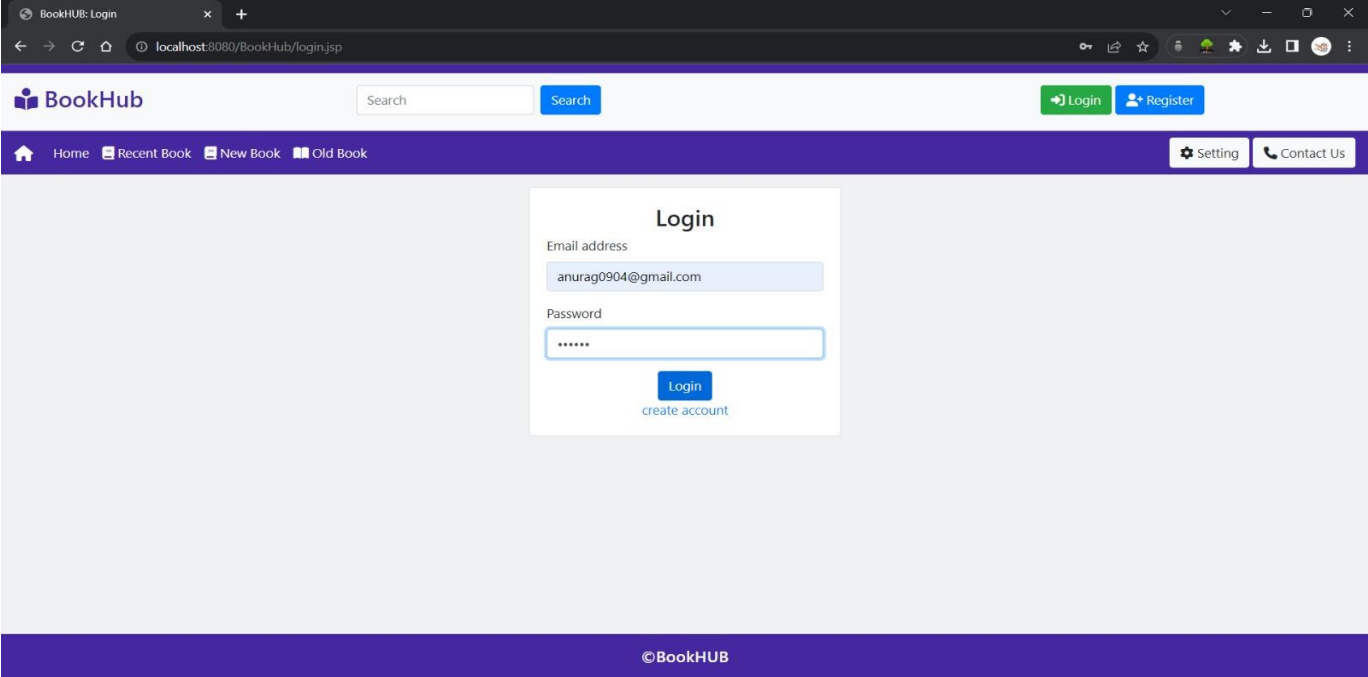 BookHUB: Login
localhost:8080/BookHub/login.jsp
BookHub Search Search Login Register
Home Recent Book New Book Old Book Setting Contact Us
Login
Email address
anurag0904@gmail.com
Password
••••••
Login
create account
©BookHUB